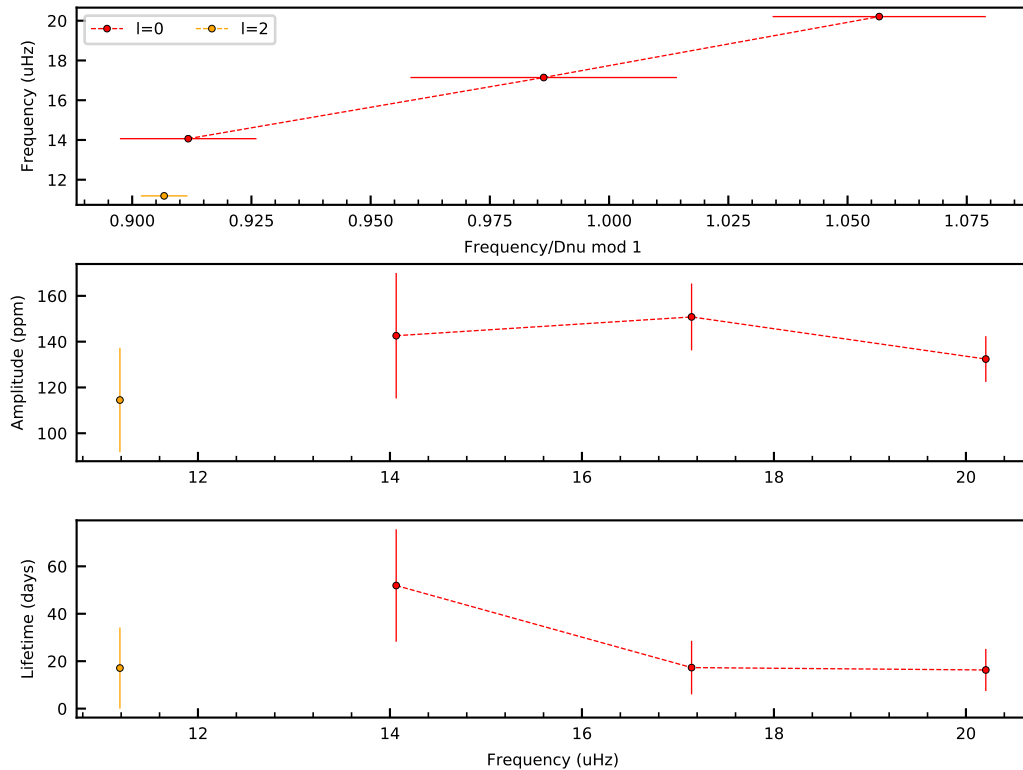 l=0 l=2
Frequency (uHz)
20
18
16
14
12
0.900 0.925 0.950 0.975 1.000 1.025 1.050 1.075
Frequency/Dnu mod 1
Amplitude (ppm)
160
140
120
100
12 14 16 18 20
Lifetime (days)
60
40
20
0
12 14 16 18 20
Frequency (uHz)